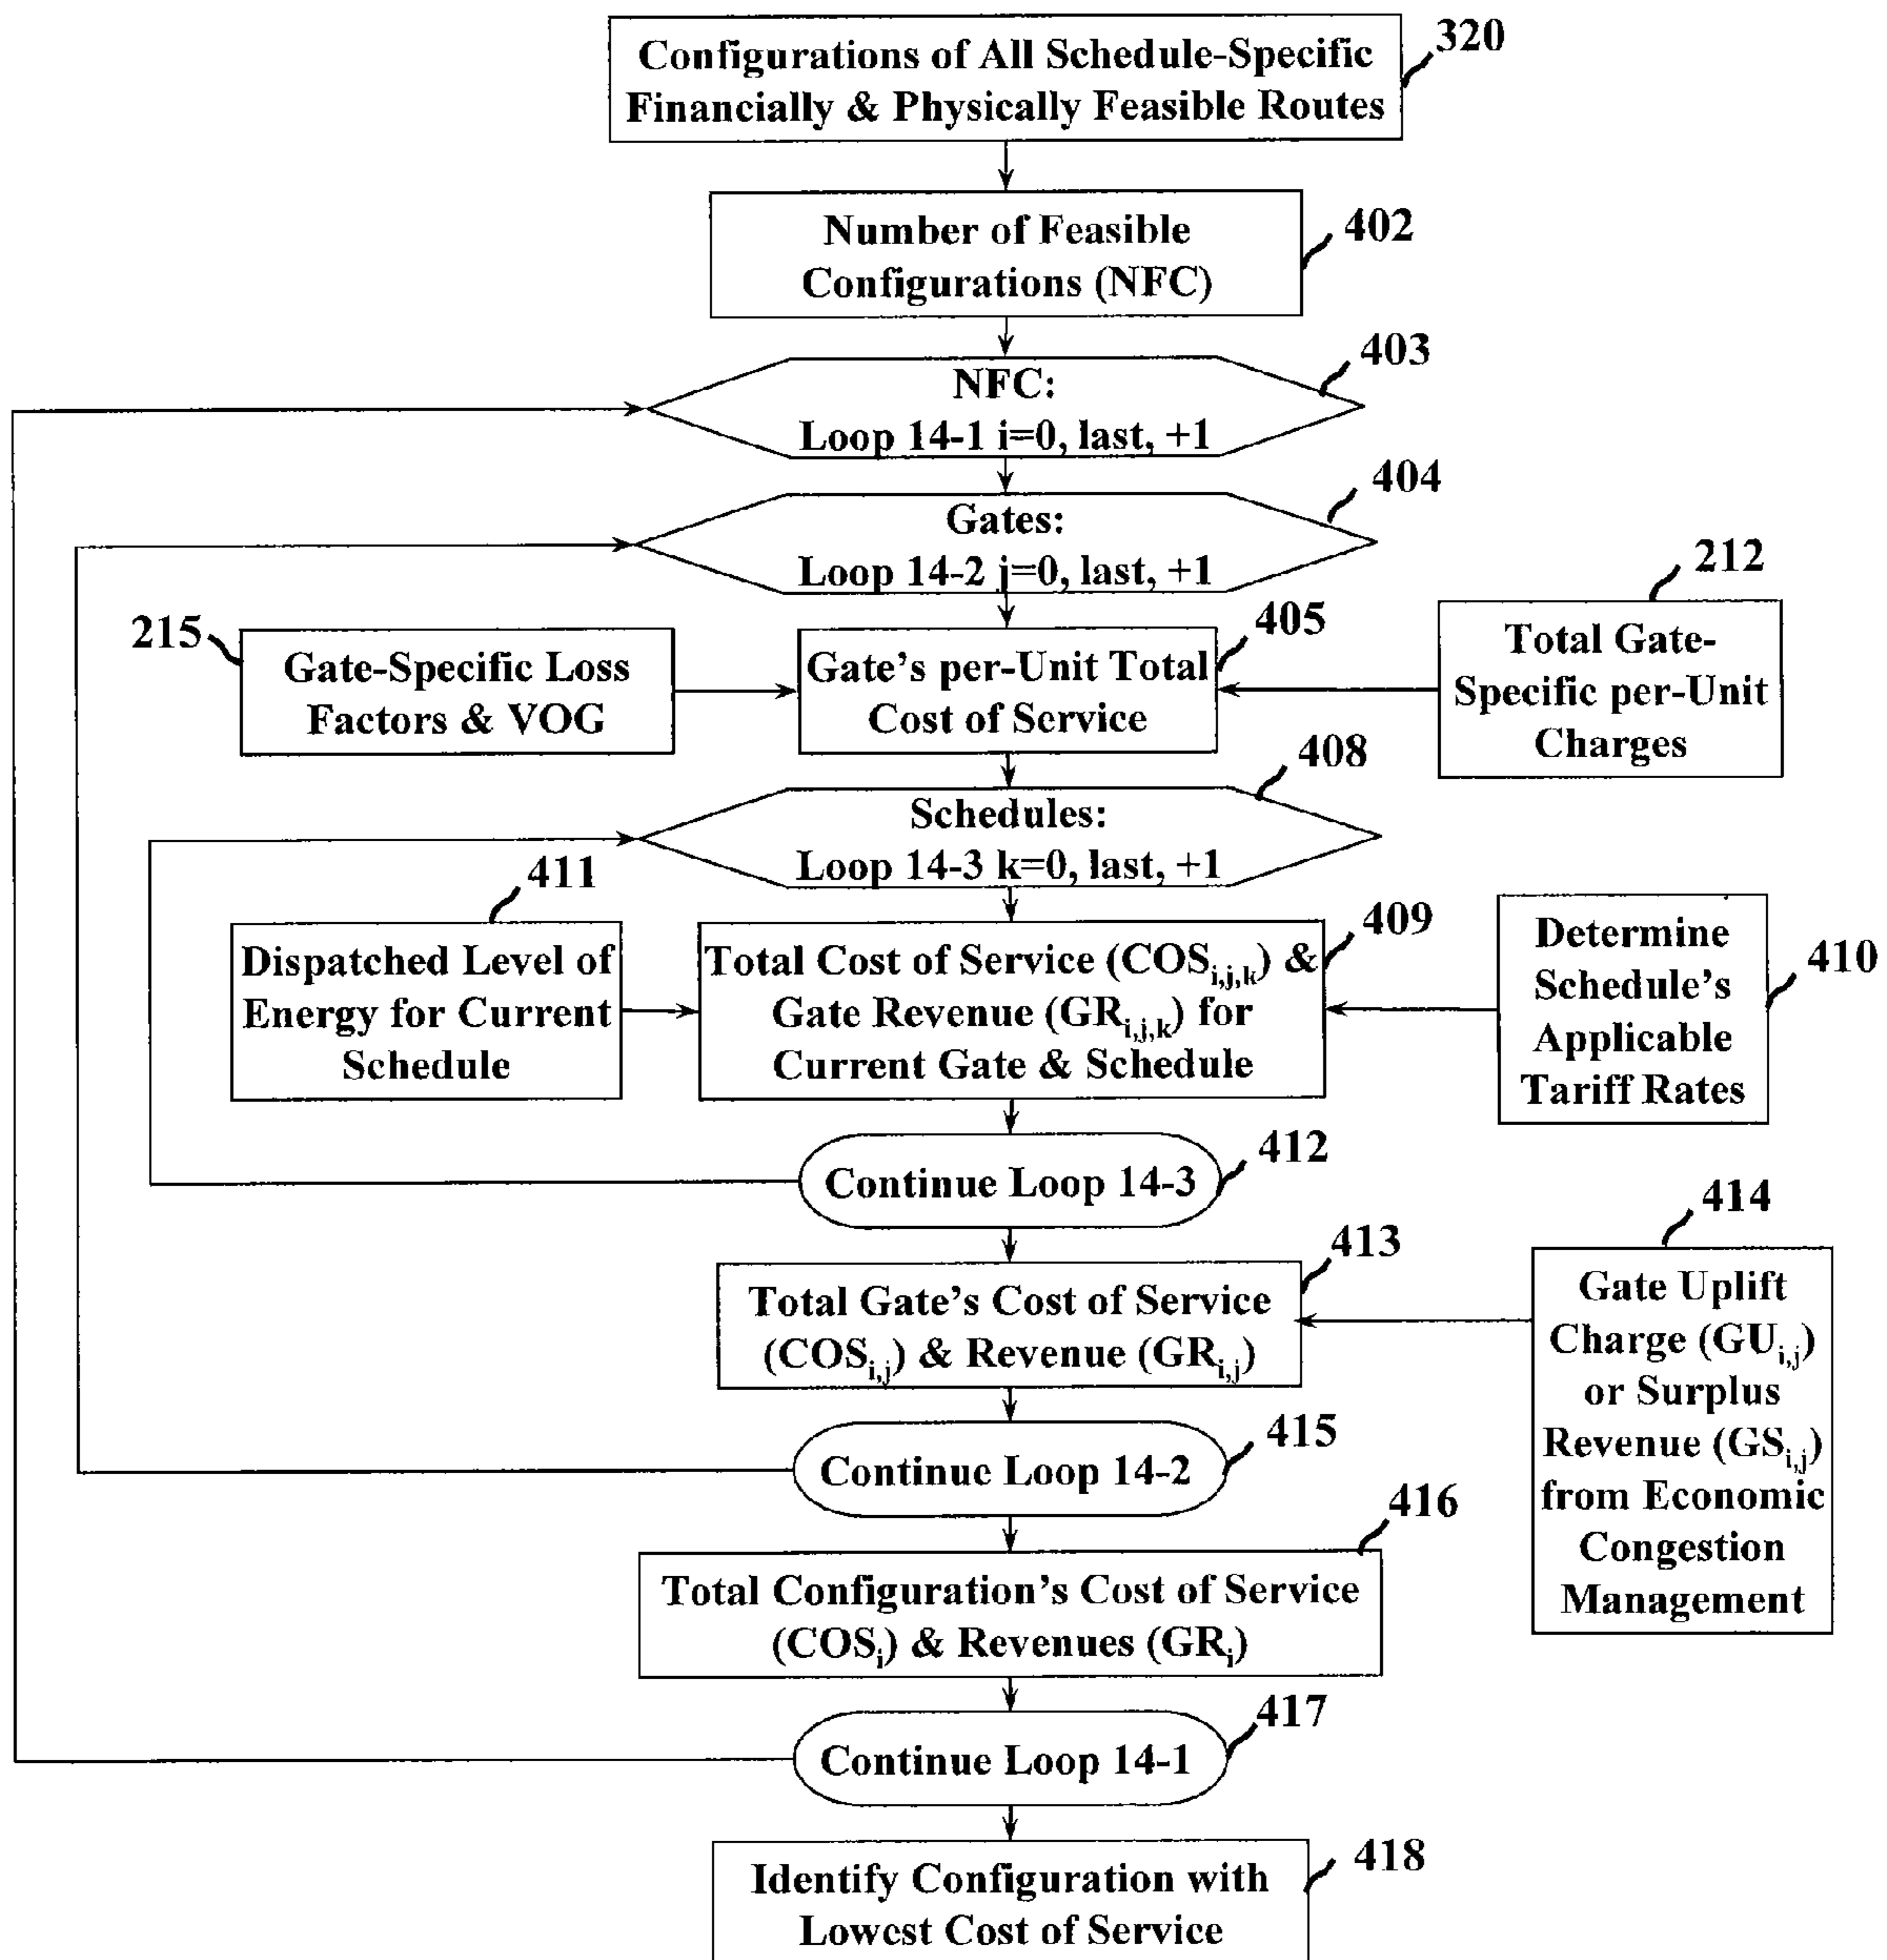 320
Configurations of All Schedule-Specific
Financially & Physically Feasible Routes
402
Number of Feasible
Configurations (NFC)
403
NFC:
Loop 14-1 i=0, last, +1
404
Gates:
Loop 14-2 j=0, last, +1
212
215
405
Gate-Specific Loss
Factors & VOG
Gate's per-Unit Total
Cost of Service
Total Gate-
Specific per-Unit
Charges
408
Schedules:
Loop 14-3 k=0, last, +1
411
409
410
Dispatched Level of
Energy for Current
Schedule
Total Cost of Service (COSi,j,k) &
Gate Revenue (GRi,j,k) for
Current Gate & Schedule
Determine
Schedule's
Applicable
Tariff Rates
412
Continue Loop 14-3
414
413
Total Gate's Cost of Service
(COSi,j) & Revenue (GRi,j)
Gate Uplift
Charge (GUi,j)
or Surplus
Revenue (GSi,j)
from Economic
Congestion
Management
415
Continue Loop 14-2
416
Total Configuration's Cost of Service
(COSi) & Revenues (GRi)
417
Continue Loop 14-1
418
Identify Configuration with
Lowest Cost of Service